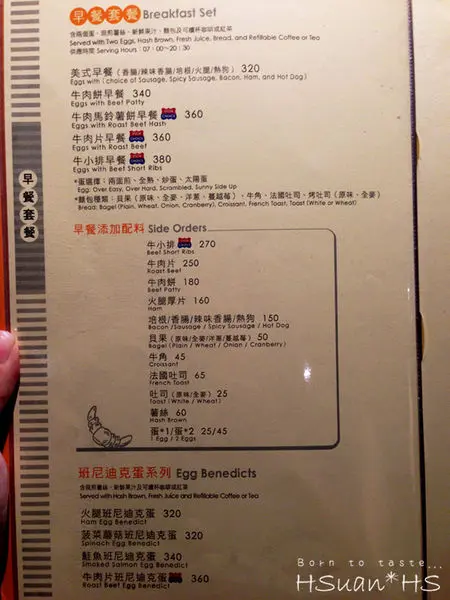 早餐套餐 Breakfast Set
含兩個蛋、現煎薯絲、新鮮果汁、麵包及可續杯咖啡或紅茶
Served with Two Eggs, Hash Brown, Fresh Juice, Bread, and Refillable Coffee or Tea
供應時間 Serving Hours : 07 : 00~20 : 30
美式早餐 (香腸/辣味香腸/培根/火腿/熱狗) 320
Eggs with (choice of Sausage, Spicy Sausage, Bacon, Ham, and Hot Dog)
牛肉餅早餐 340
Eggs with Beef Patty
牛肉馬鈴薯餅早餐 360
Eggs with Roast Beef Hash
牛肉片早餐 360
Eggs with Roast Beef
牛小排早餐 380
Eggs with Beef Short Ribs
*蛋選擇：兩面煎、全熟、炒蛋、太陽蛋
Egg: Over Easy, Over Hard, Scrambled, Sunny Side Up
*麵包種類：貝果 (原味、全麥、洋蔥、蔓越莓)、牛角、法國吐司、烤吐司 (原味、全麥)
Bread: Bagel (Plain, Wheat, Onion, Cranberry), Croissant, French Toast, Toast (White or Wheat)
早餐套餐
早餐添加配料 Side Orders
牛小排 270
Beef Short Ribs
牛肉片 250
Roast Beef
牛肉餅 180
Beef Patty
火腿厚片 160
Ham
培根/香腸/辣味香腸/熱狗 150
Bacon /Sausage / Spicy Sausage / Hot Dog
貝果 (原味/全麥/洋蔥/蔓越莓) 50
Bagel (Plain / Wheat / Onion / Cranberry)
牛角 45
Croissant
法國吐司 65
French Toast
吐司 (原味/全麥) 25
Toast (White / Wheat)
薯絲 60
Hash Brown
蛋*1/蛋*2 25/45
1 Egg / 2 Eggs
班尼迪克蛋系列 Egg Benedicts
含現煎薯絲、新鮮果汁及可續杯咖啡或紅茶
Served with Hash Brown, Fresh Juice and Refillable Coffee or Tea
火腿班尼迪克蛋 320
Ham Egg Benedict
菠菜蘑菇班尼迪克蛋 320
Spinach Egg Benedict
鮭魚班尼迪克蛋 340
Smoked Salmon Egg Benedict
牛肉片班尼迪克蛋 360
Roast Beef Egg Benedict
Born to taste...
HSuan*HS